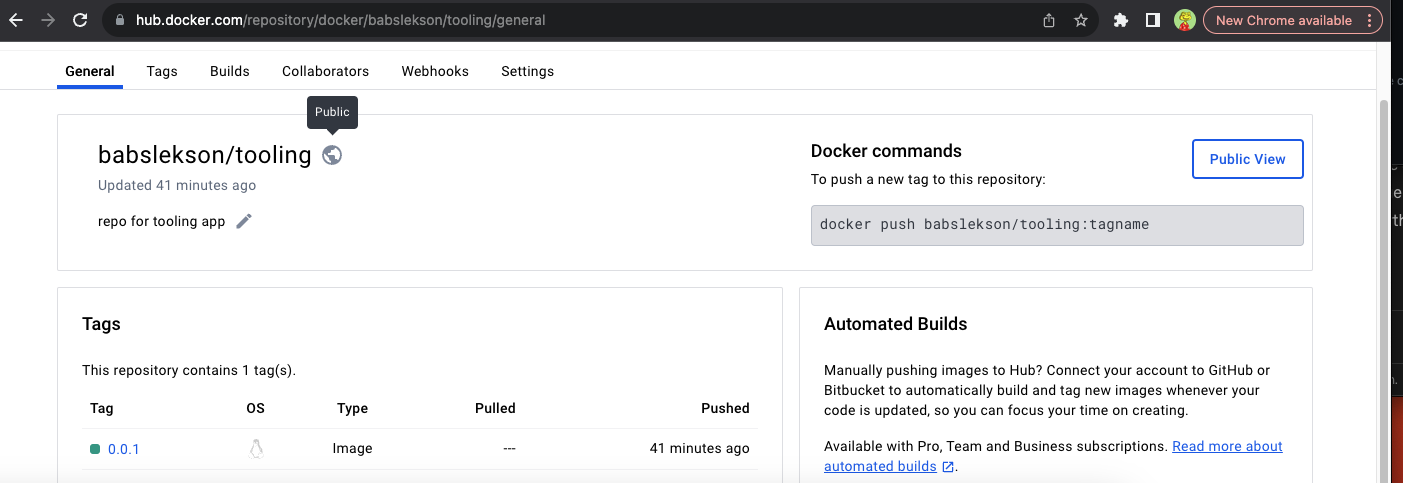 hub.docker.com/repository/docker/babslekson/tooling/general
New Chrome available
General Tags Builds Collaborators Webhooks Settings
Public
babslekson/tooling
Updated 41 minutes ago
repo for tooling app
Docker commands
Public View
To push a new tag to this repository:
docker push babslekson/tooling:tagname
Tags
This repository contains 1 tag(s).
Tag OS Type Pulled Pushed
0.0.1 Image --- 41 minutes ago
Automated Builds
Manually pushing images to Hub? Connect your account to GitHub or
Bitbucket to automatically build and tag new images whenever your
code is updated, so you can focus your time on creating.
Available with Pro, Team and Business subscriptions. Read more about
automated builds.